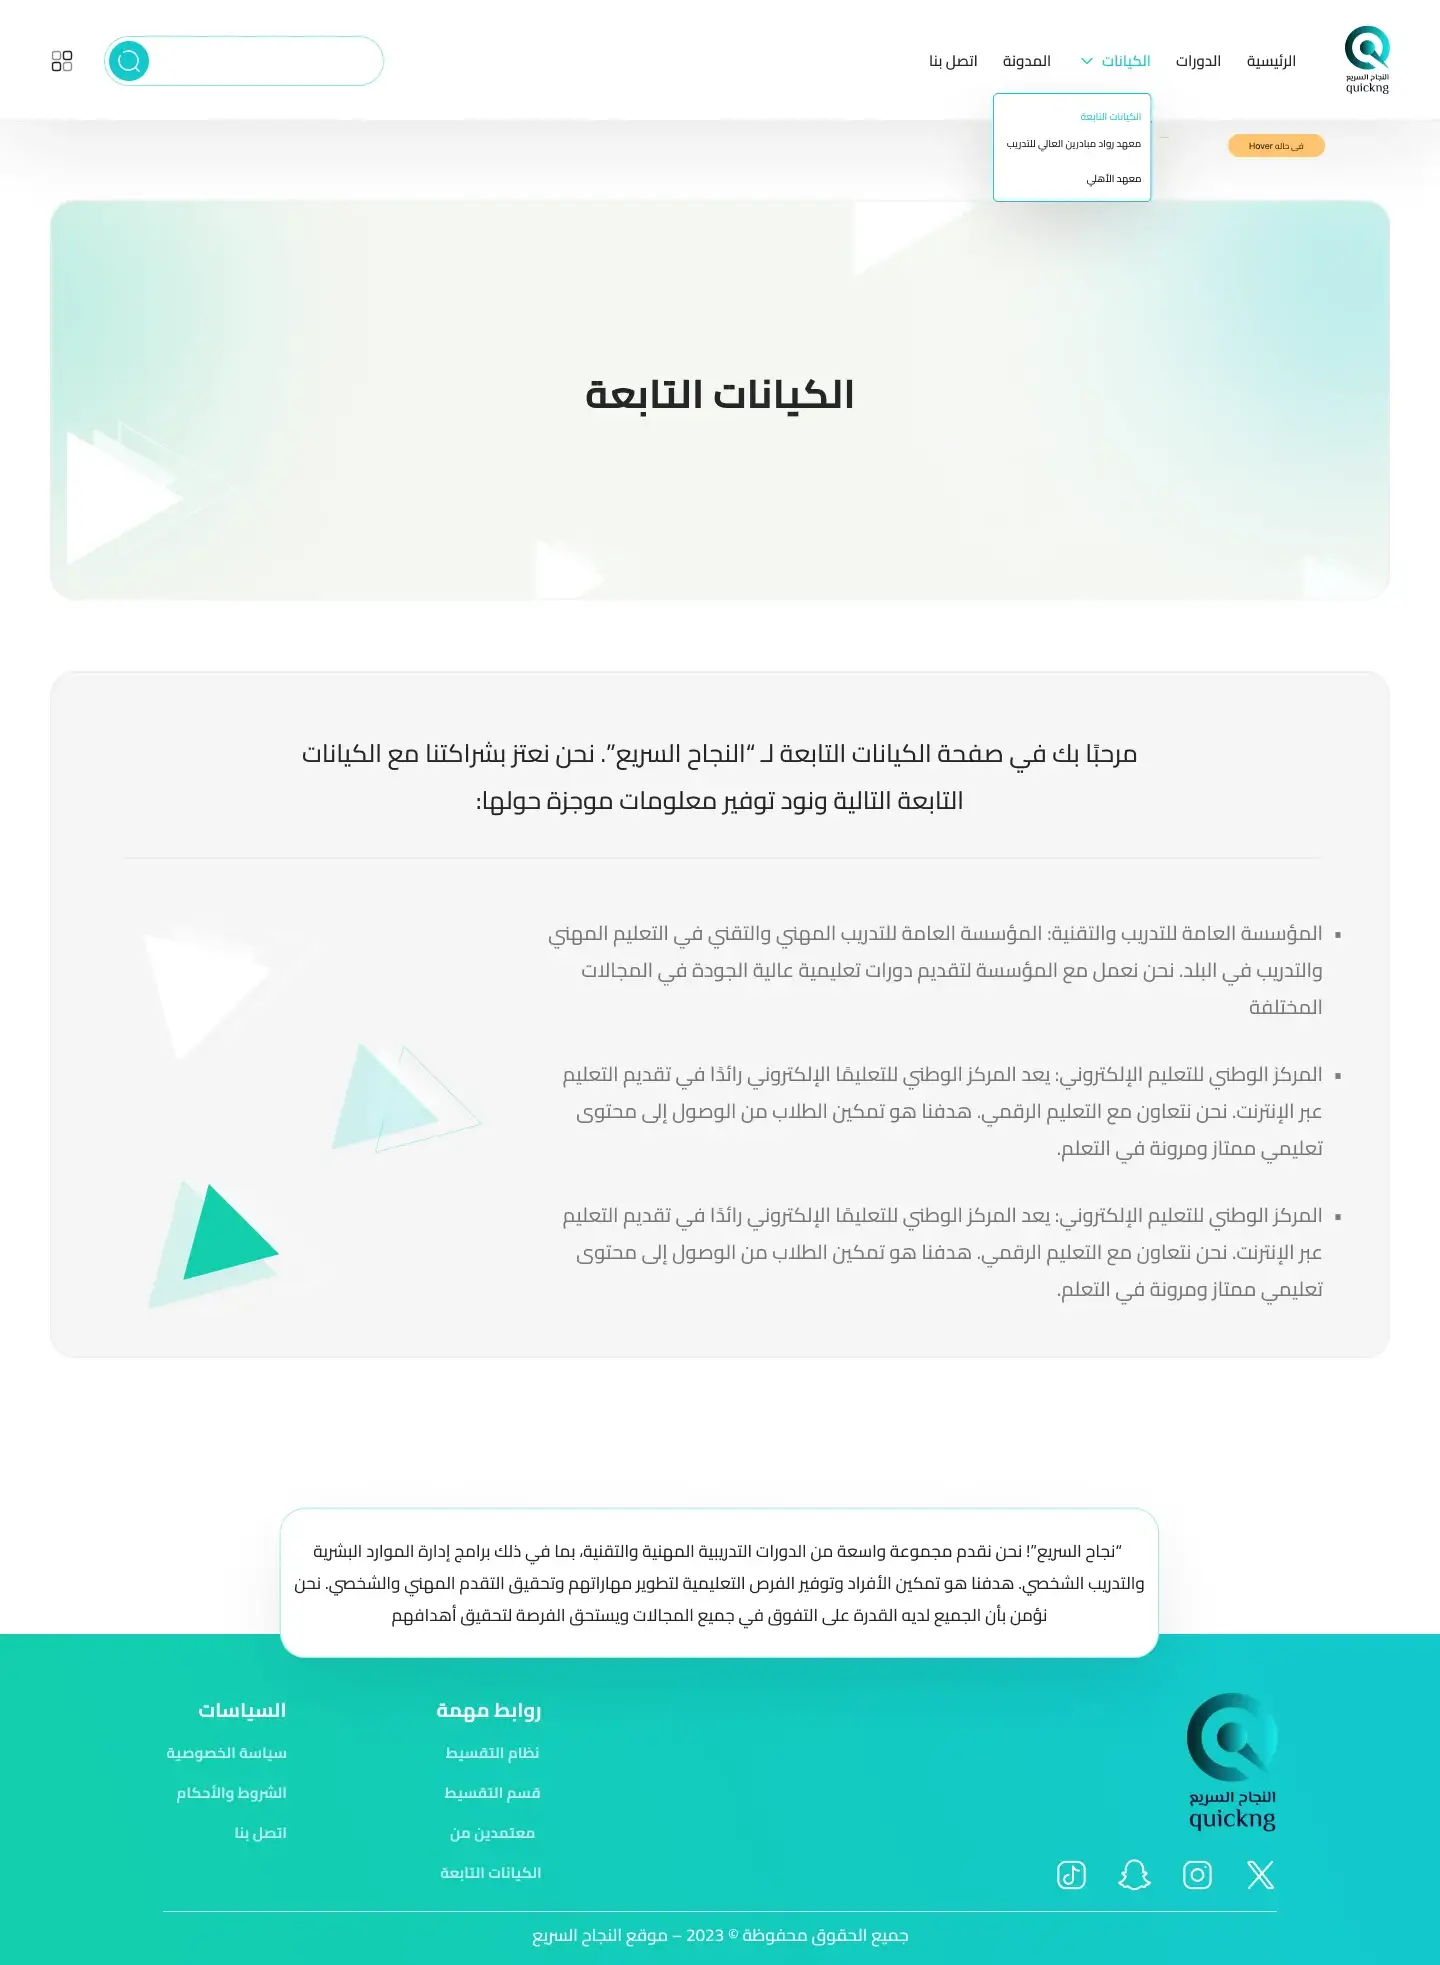 النجاح السريع
quickng
الرئيسية
الدورات
الكيانات
المدونة
اتصل بنا
الكيانات التابعة
معهد رواد مبادرين العالي للتدريب
معهد الأهلي
في حاله Hover
الكيانات التابعة
مرحبًا بك في صفحة الكيانات التابعة لـ “النجاح السريع”. نحن نعتز بشراكتنا مع الكيانات
التابعة التالية ونود توفير معلومات موجزة حولها:
▪ المؤسسة العامة للتدريب والتقنية: المؤسسة العامة للتدريب المهني والتقني في التعليم المهني
والتدريب في البلد. نحن نعمل مع المؤسسة لتقديم دورات تعليمية عالية الجودة في المجالات
المختلفة
▪ المركز الوطني للتعليم الإلكتروني: يعد المركز الوطني للتعليمًا الإلكتروني رائدًا في تقديم التعليم
عبر الإنترنت. نحن نتعاون مع التعليم الرقمي. هدفنا هو تمكين الطلاب من الوصول إلى محتوى
تعليمي ممتاز ومرونة في التعلم.
▪ المركز الوطني للتعليم الإلكتروني: يعد المركز الوطني للتعليمًا الإلكتروني رائدًا في تقديم التعليم
عبر الإنترنت. نحن نتعاون مع التعليم الرقمي. هدفنا هو تمكين الطلاب من الوصول إلى محتوى
تعليمي ممتاز ومرونة في التعلم.
“نجاح السريع”! نحن نقدم مجموعة واسعة من الدورات التدريبية المهنية والتقنية، بما في ذلك برامج إدارة الموارد البشرية
والتدريب الشخصي. هدفنا هو تمكين الأفراد وتوفير الفرص التعليمية لتطوير مهاراتهم وتحقيق التقدم المهني والشخصي. نحن
نؤمن بأن الجميع لديه القدرة على التفوق في جميع المجالات ويستحق الفرصة لتحقيق أهدافهم
النجاح السريع
quickng
روابط مهمة
نظام التقسيط
قسم التقسيط
معتمدين من
الكيانات التابعة
السياسات
سياسة الخصوصية
الشروط والأحكام
اتصل بنا
جميع الحقوق محفوظة © 2023 – موقع النجاح السريع